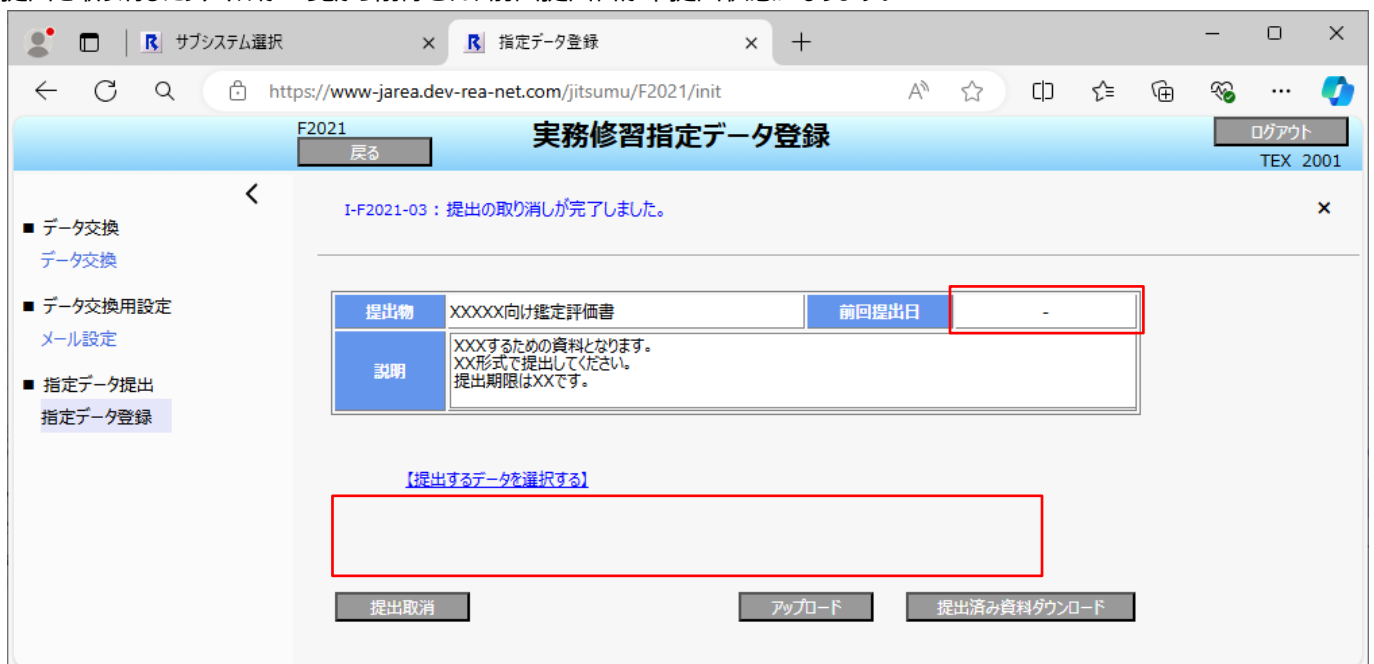 サブシステム選択
指定データ登録
https://www-jarea.dev-rea-net.com/jitsumu/F2021/init
F2021
戻る
実務修習指定データ登録
ログアウト
TEX 2001
I-F2021-03 : 提出の取り消しが完了しました。
■ データ交換
データ交換
■ データ交換用設定
メール設定
■ 指定データ提出
指定データ登録
提出物 XXXXX向け鑑定評価書 前回提出日 -
説明
XXXするための資料となります。
XX形式で提出してください。
提出期限はXXです。
【提出するデータを選択する】
提出取消 アップロード 提出済み資料ダウンロード